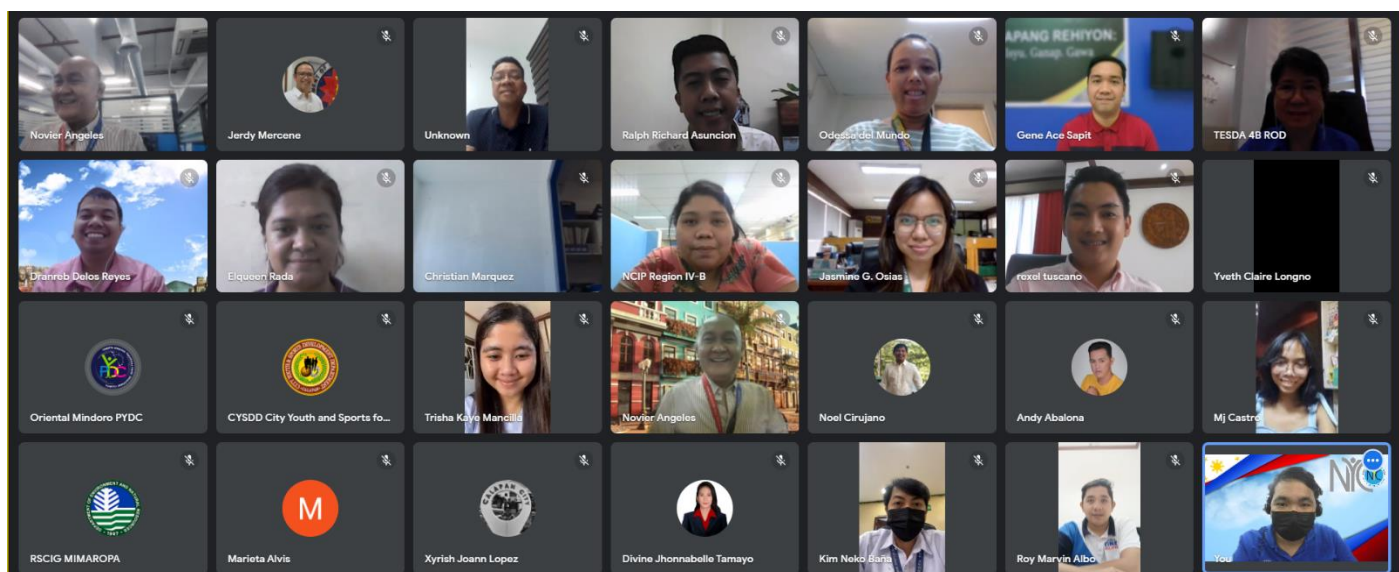 Novier Angeles
Jerdy Mercene
Unknown
Ralph Richard Asuncion
Odessa del Mundo
APANG REHIYON:
Gene Ace Sapit
TESDA 4B ROD
Dranreb Delos Reyes
Elqueen Rada
Christian Marquez
NCIP Region IV-B
Jasmine G. Osias
rexel tuscano
Yveth Claire Longno
Oriental Mindoro PYDC
CYSDD City Youth and Sports fo...
Trisha Kaye Mancilla
Novier Angeles
Noel Cirujano
Andy Abalona
Mj Castro
RSCIG MIMAROPA
M
Marieta Alvis
CALAPAN CITY
Xyrish Joann Lopez
Divine Jhonnabelle Tamayo
Kim Neko Baña
Roy Marvin Albo
NYC
NC
You